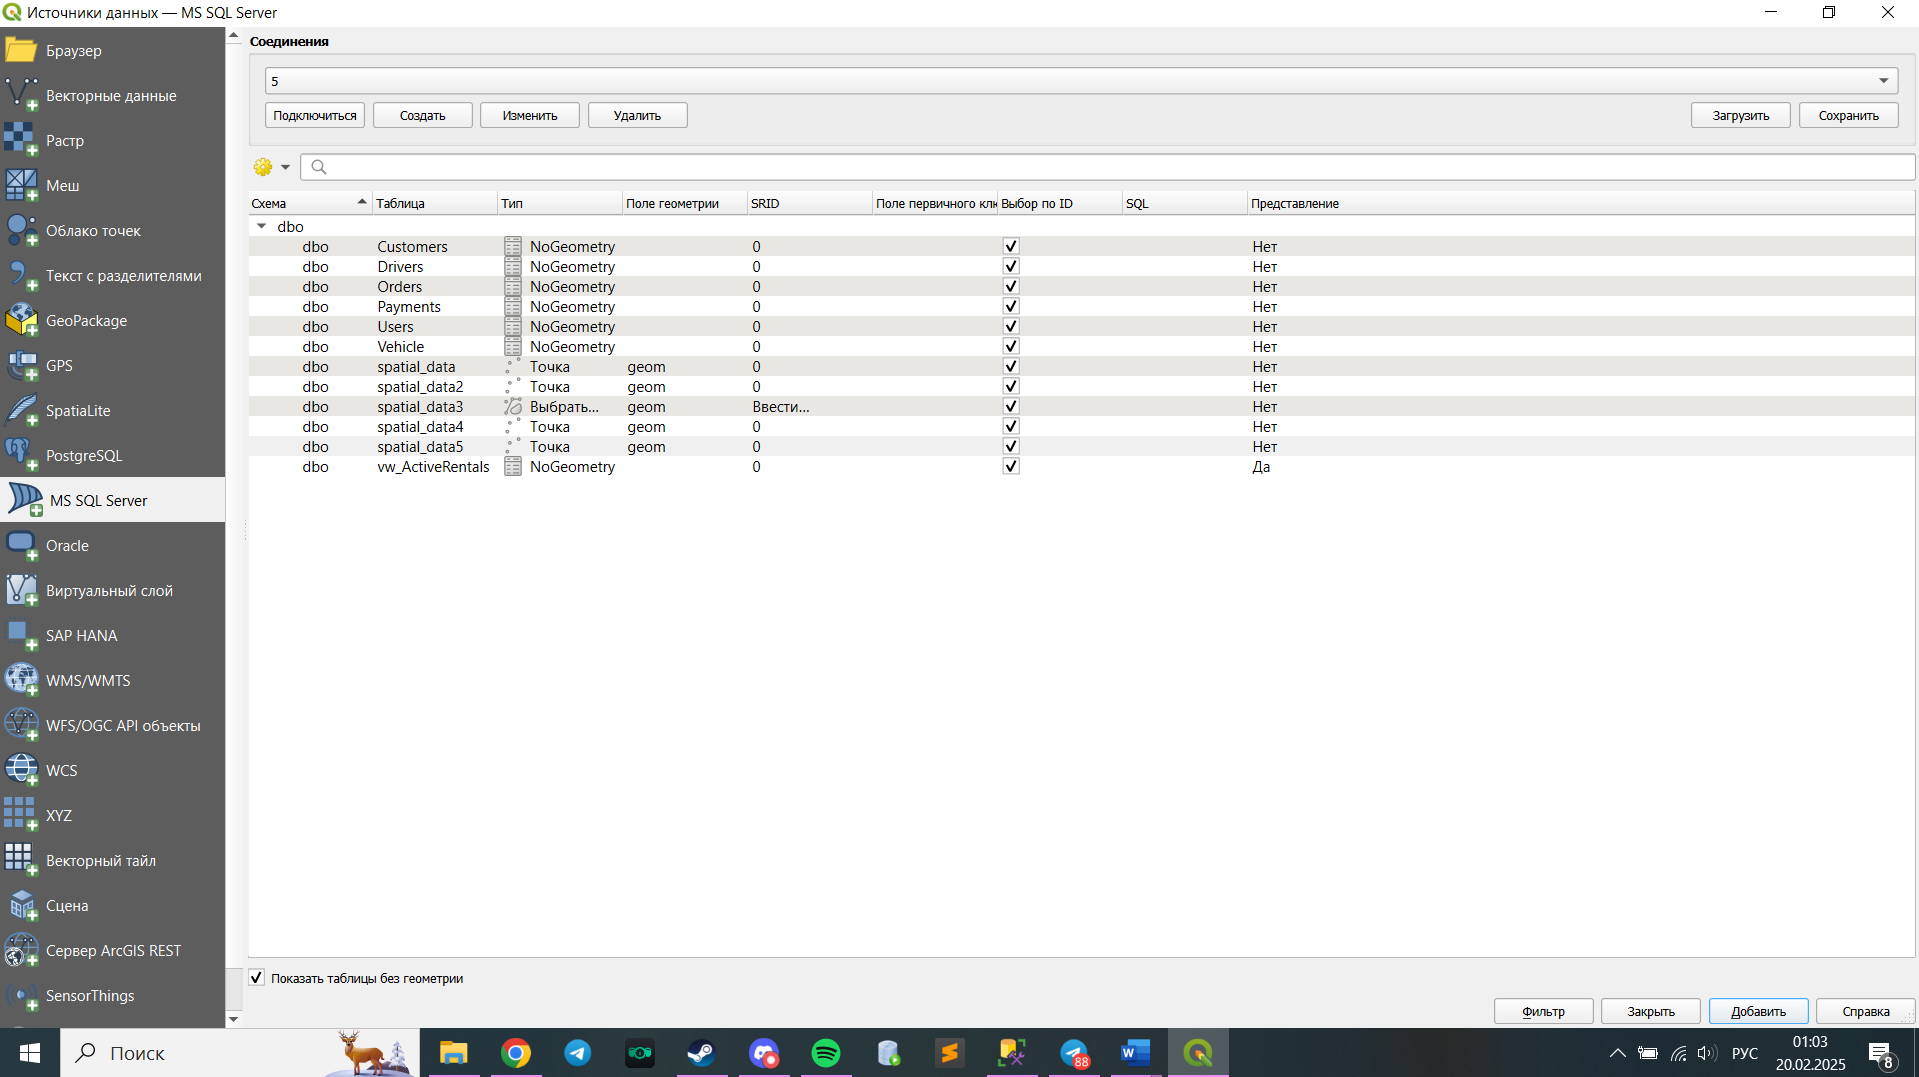 Источники данных — MS SQL Server
Браузер
Векторные данные
Растр
Меш
Облако точек
Текст с разделителями
GeoPackage
GPS
SpatiaLite
PostgreSQL
MS SQL Server
Oracle
Виртуальный слой
SAP HANA
WMS/WMTS
WFS/OGC API объекты
WCS
XYZ
Векторный тайл
Сцена
Сервер ArcGIS REST
SensorThings
Соединения
5
Подключиться Создать Изменить Удалить Загрузить Сохранить
Схема Таблица Тип Поле геометрии SRID Поле первичного клю Выбор по ID SQL Представление
dbo
dbo Customers NoGeometry 0 Нет
dbo Drivers NoGeometry 0 Нет
dbo Orders NoGeometry 0 Нет
dbo Payments NoGeometry 0 Нет
dbo Users NoGeometry 0 Нет
dbo Vehicle NoGeometry 0 Нет
dbo spatial_data Точка geom 0 Нет
dbo spatial_data2 Точка geom 0 Нет
dbo spatial_data3 Выбрать... geom Ввести... Нет
dbo spatial_data4 Точка geom 0 Нет
dbo spatial_data5 Точка geom 0 Нет
dbo vw_ActiveRentals NoGeometry 0 Да
Показать таблицы без геометрии
Фильтр Закрыть Добавить Справка
Поиск
88
РУС
01:03
20.02.2025
8